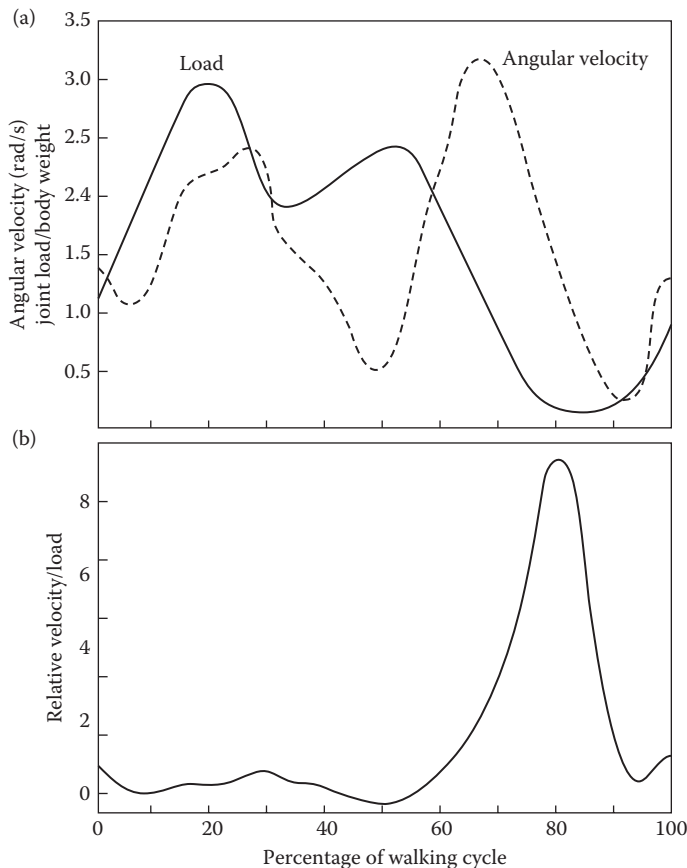 (a)
3.5
3.0
2.5
2.4
1.5
1.0
0.5
Angular velocity (rad/s)
joint load/body weight
Load
Angular velocity
(b)
8
6
4
2
0
Relative velocity/load
0 20 40 60 80 100
Percentage of walking cycle